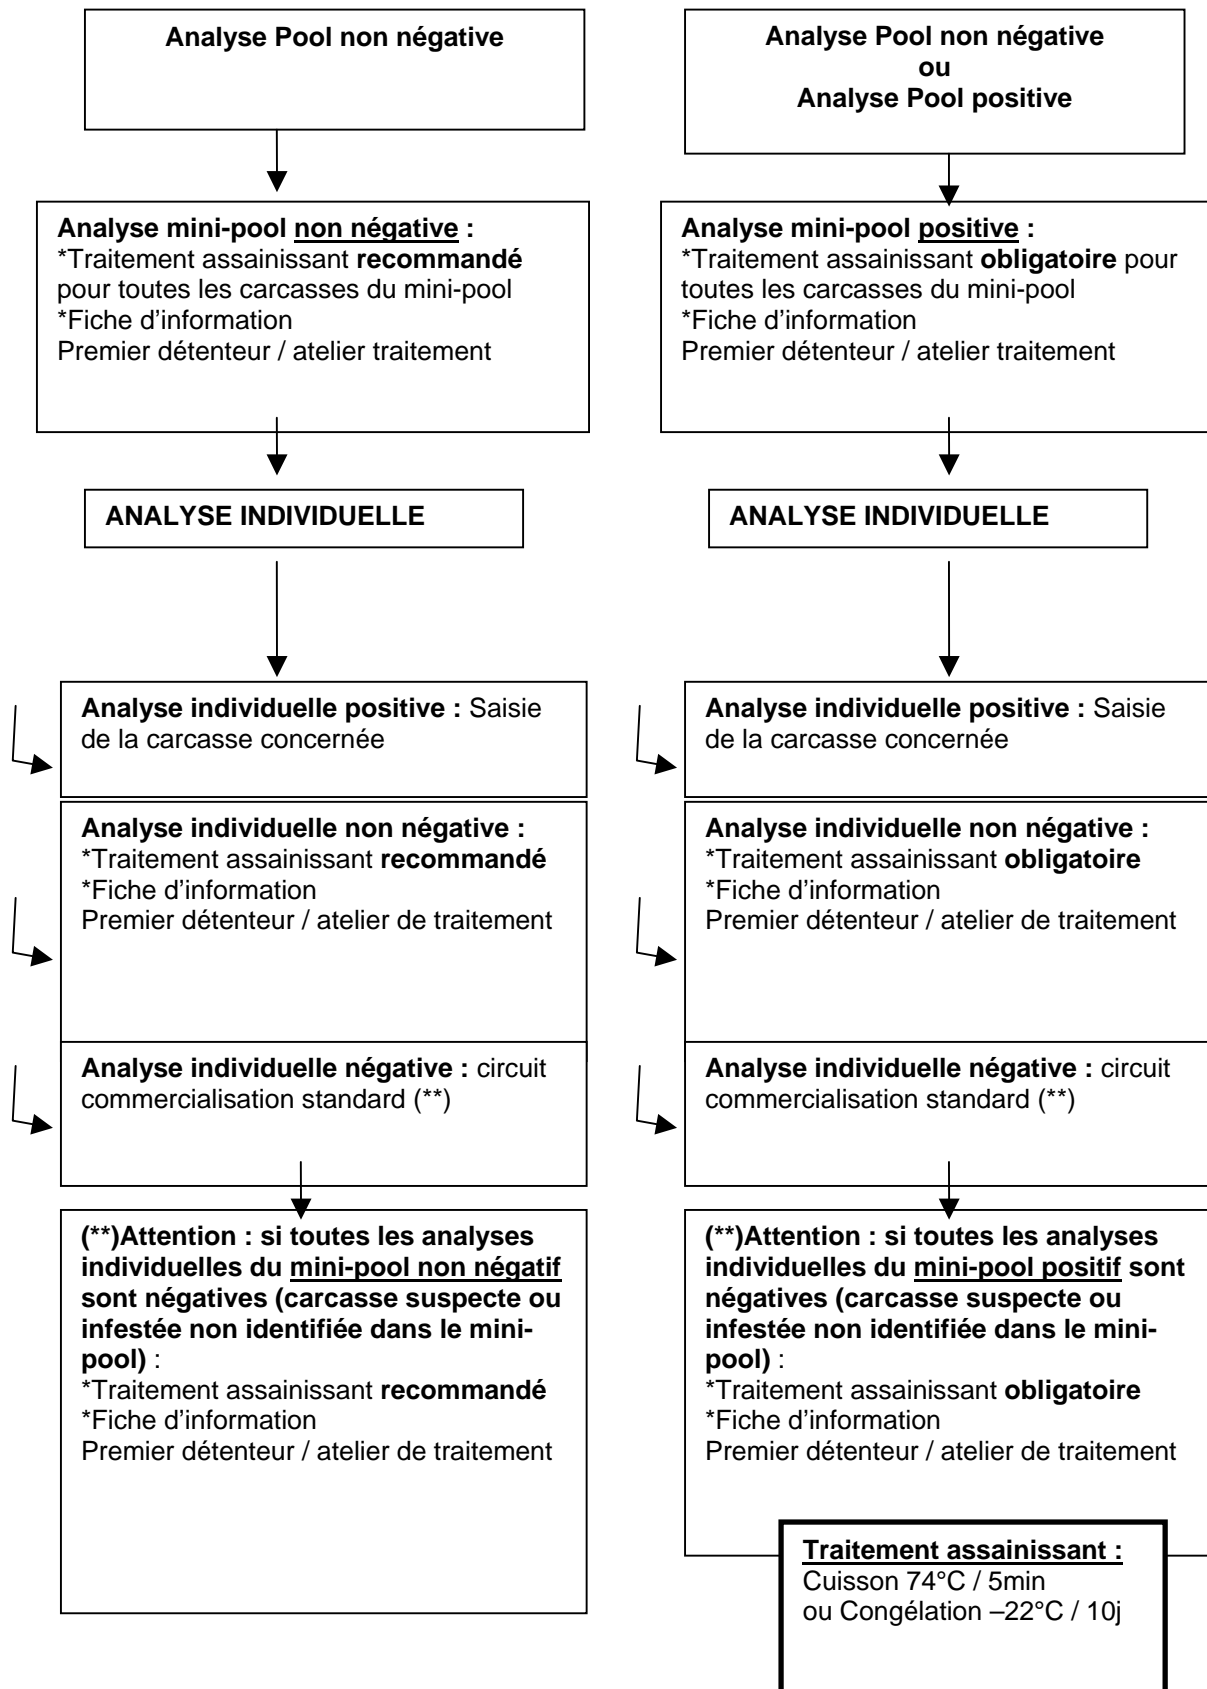 Analyse Pool non négative
Analyse mini-pool non négative :
*Traitement assainissant recommandé
pour toutes les carcasses du mini-pool
*Fiche d'information
Premier détenteur / atelier traitement
ANALYSE INDIVIDUELLE
Analyse individuelle positive : Saisie
de la carcasse concernée
Analyse individuelle non négative :
*Traitement assainissant recommandé
*Fiche d'information
Premier détenteur / atelier de traitement
Analyse individuelle négative : circuit
commercialisation standard (**)
(**)Attention : si toutes les analyses
individuelles du mini-pool non négatif
sont négatives (carcasse suspecte ou
infestée non identifiée dans le mini-
pool) :
*Traitement assainissant recommandé
*Fiche d'information
Premier détenteur / atelier de traitement
Analyse Pool non négative
ou
Analyse Pool positive
Analyse mini-pool positive :
*Traitement assainissant obligatoire pour
toutes les carcasses du mini-pool
*Fiche d'information
Premier détenteur / atelier traitement
ANALYSE INDIVIDUELLE
Analyse individuelle positive : Saisie
de la carcasse concernée
Analyse individuelle non négative :
*Traitement assainissant obligatoire
*Fiche d'information
Premier détenteur / atelier de traitement
Analyse individuelle négative : circuit
commercialisation standard (**)
(**)Attention : si toutes les analyses
individuelles du mini-pool positif sont
négatives (carcasse suspecte ou
infestée non identifiée dans le mini-
pool) :
*Traitement assainissant obligatoire
*Fiche d'information
Premier détenteur / atelier de traitement
Traitement assainissant :
Cuisson 74°C / 5min
ou Congélation –22°C / 10j